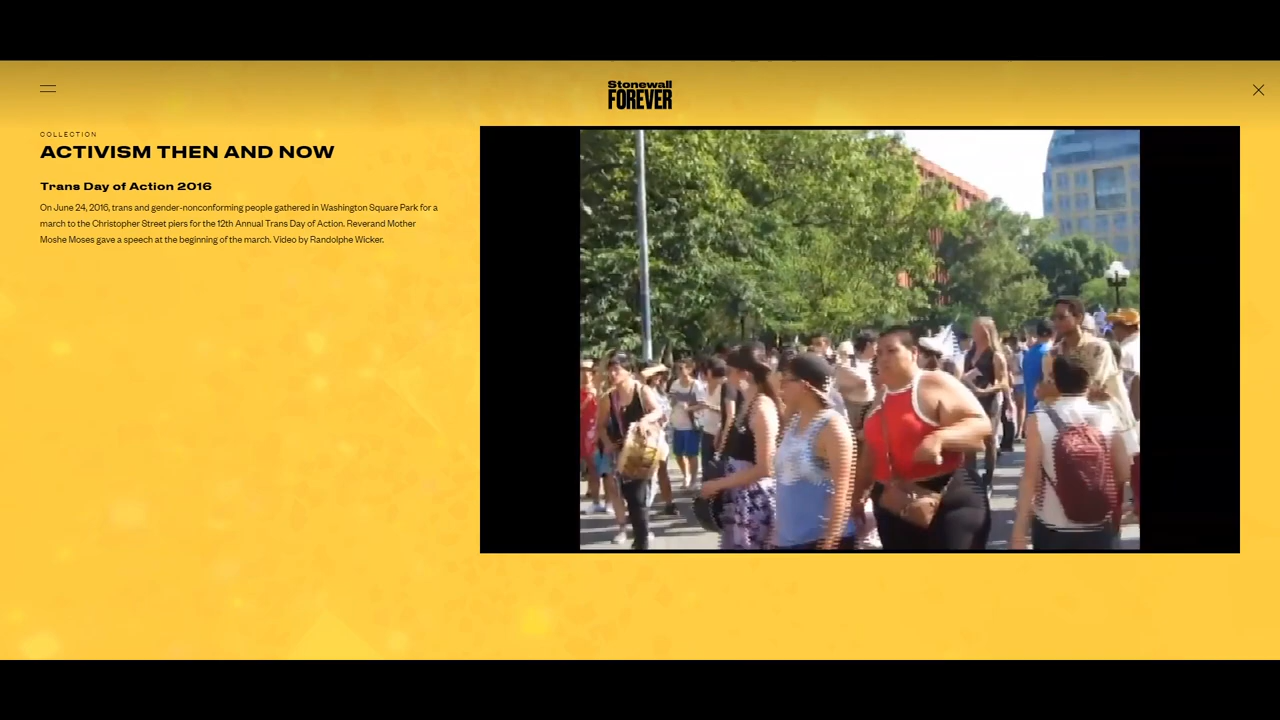 Stonewall
FOREVER
COLLECTION
ACTIVISM THEN AND NOW
Trans Day of Action 2016
On June 24, 2016, trans and gender-nonconforming people gathered in Washington Square Park for a
march to the Christopher Street piers for the 12th Annual Trans Day of Action. Reverand Mother
Moshe Moses gave a speech at the beginning of the march. Video by Randolphe Wicker.